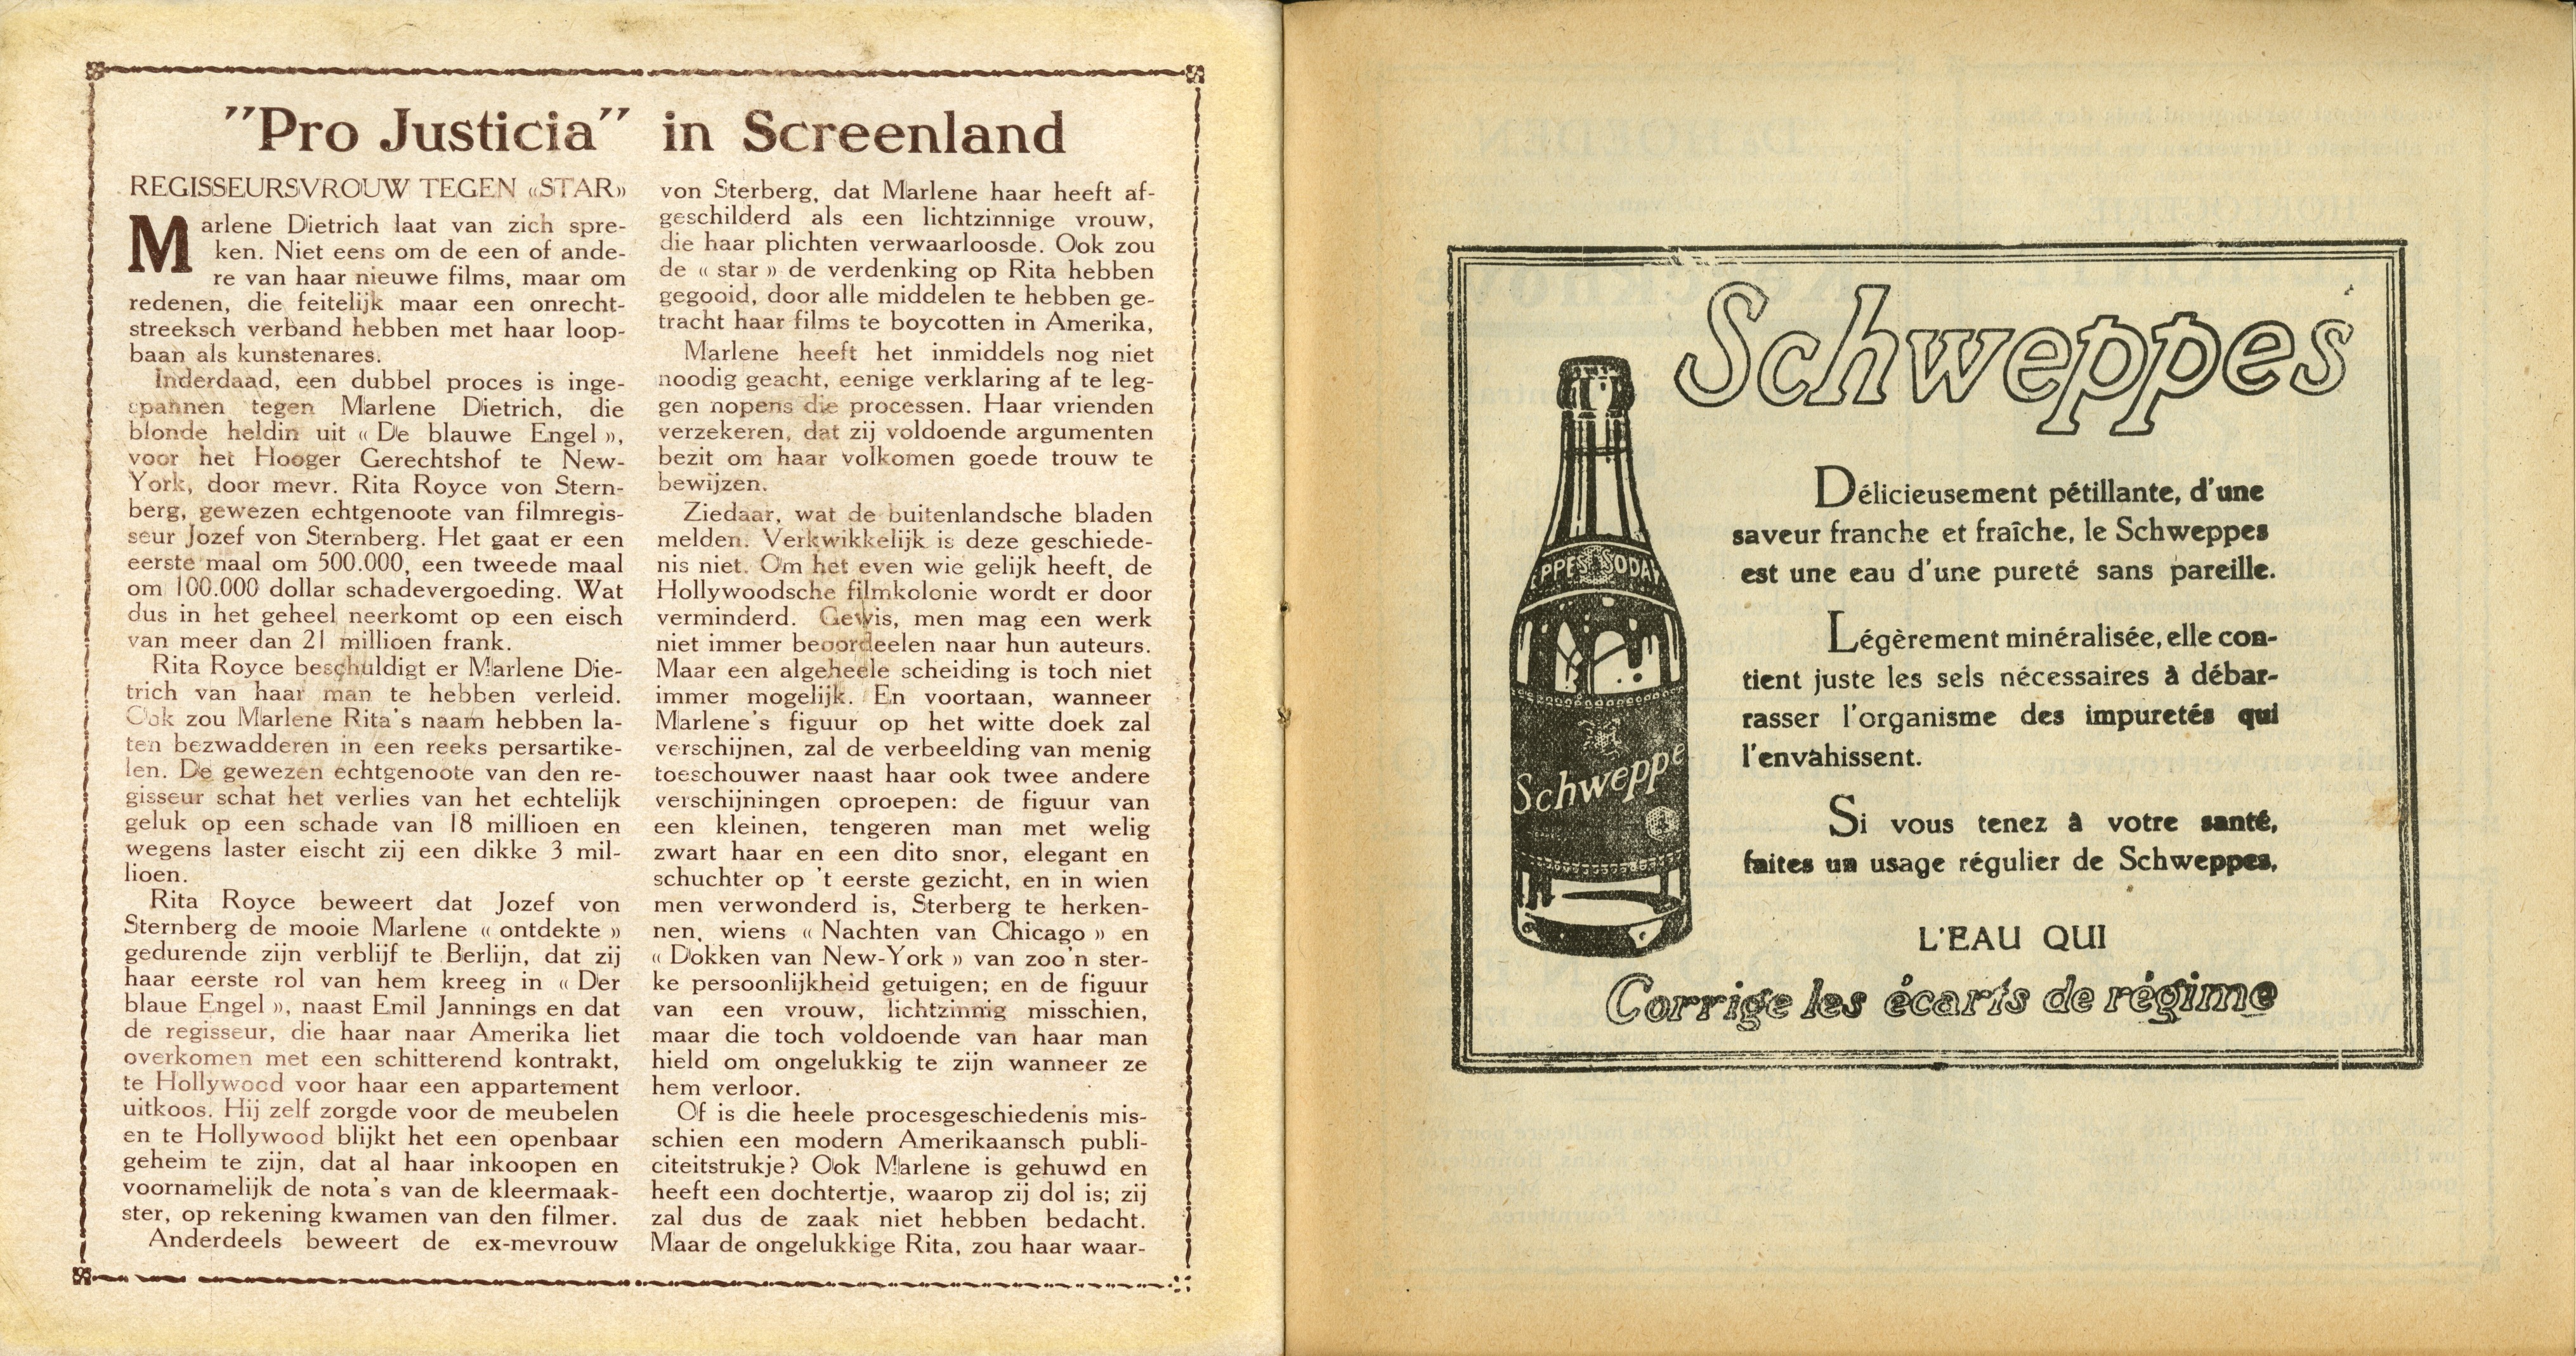 "Pro Justicia" in Screenland
REGISSEURSVROUW TEGEN «STAR»
Marlene Dietrich laat van zich spre-
ken. Niet eens om de een of ande-
re van haar nieuwe films, maar om
redenen, die feitelijk maar een onrecht-
streeksch verband hebben met haar loop-
baan als kunstenares.
Inderdaad, een dubbel proces is inge-
spannen tegen Marlene Dietrich, die
blonde heldin uit « De blauwe Engel »,
voor het Hooger Gerechtshof te New-
York, door mevr. Rita Royce von Stern-
berg, gewezen echtgenoote van filmregis-
seur Jozef von Sternberg. Het gaat er een
eerste maal om 500.000, een tweede maal
om 100.000 dollar schadevergoeding. Wat
dus in het geheel neerkomt op een eisch
van meer dan 21 millioen frank.
Rita Royce beschuldigt er Marlene Die-
trich van haar man te hebben verleid.
Ook zou Marlene Rita's naam hebben la-
ten bezwadderen in een reeks persartike-
len. De gewezen echtgenoote van den re-
gisseur schat het verlies van het echtelijk
geluk op een schade van 18 millioen en
wegens laster eischt zij een dikke 3 mil-
lioen.
Rita Royce beweert dat Jozef von
Sternberg de mooie Marlene « ontdekte »
gedurende zijn verblijf te Berlijn, dat zij
haar eerste rol van hem kreeg in « Der
blaue Engel », naast Emil Jannings en dat
de regisseur, die haar naar Amerika liet
overkomen met een schitterend kontrakt,
te Hollywood voor haar een appartement
uitkoos. Hij zelf zorgde voor de meubelen
en te Hollywood blijkt het een openbaar
geheim te zijn, dat al haar inkoopen en
voornamelijk de nota's van de kleermaak-
ster, op rekening kwamen van den filmer.
Anderdeels beweert de ex-mevrouw
von Sterberg, dat Marlene haar heeft af-
geschilderd als een lichtzinnige vrouw,
die haar plichten verwaarloosde. Ook zou
de « star » de verdenking op Rita hebben
gegooid, door alle middelen te hebben ge-
tracht haar films te boycotten in Amerika,
Marlene heeft het inmiddels nog niet
noodig geacht, eenige verklaring af te leg-
gen nopens die processen. Haar vrienden
verzekeren, dat zij voldoende argumenten
bezit om haar volkomen goede trouw te
bewijzen.
Ziedaar, wat de buitenlandsche bladen
melden. Verkwikkelijk is deze geschiede-
nis niet. Om het even wie gelijk heeft, de
Hollywoodsche filmkolonie wordt er door
verminderd. Gewis, men mag een werk
niet immer beoordeelen naar hun auteurs.
Maar een algeheele scheiding is toch niet
immer mogelijk. En voortaan, wanneer
Marlene's figuur op het witte doek zal
verschijnen, zal de verbeelding van menig
toeschouwer naast haar ook twee andere
verschijningen oproepen: de figuur van
een kleinen, tengeren man met welig
zwart haar en een dito snor, elegant en
schuchter op 't eerste gezicht, en in wien
men verwonderd is, Sterberg te herken-
nen, wiens « Nachten van Chicago » en
« Dokken van New-York » van zoo'n ster-
ke persoonlijkheid getuigen; en de figuur
van een vrouw, lichtzinnig misschien,
maar die toch voldoende van haar man
hield om ongelukkig te zijn wanneer ze
hem verloor.
Of is die heele procesgeschiedenis mis-
schien een modern Amerikaansch publi-
citeitstrukje? Ook Marlene is gehuwd en
heeft een dochtertje, waarop zij dol is; zij
zal dus de zaak niet hebben bedacht.
Maar de ongelukkige Rita, zou haar waar-
Schweppes
EPPES SODA
Schweppe
Délicieusement pétillante, d'une
saveur franche et fraîche, le Schweppes
est une eau d'une pureté sans pareille.
Légèrement minéralisée, elle con-
tient juste les sels nécessaires à débar-
rasser l'organisme des impuretés qui
l'envahissent.
Si vous tenez à votre santé,
faites un usage régulier de Schweppes,
L'EAU QUI
Corrige les écarts de régime